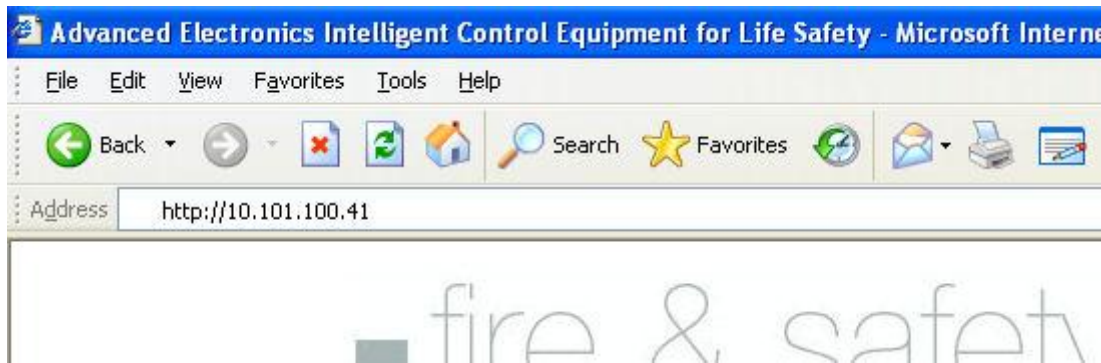 Advanced Electronics Intelligent Control Equipment for Life Safety - Microsoft Interne
File Edit View Favorites Tools Help
Back Search Favorites
Address http://10.101.100.41
fire & safety